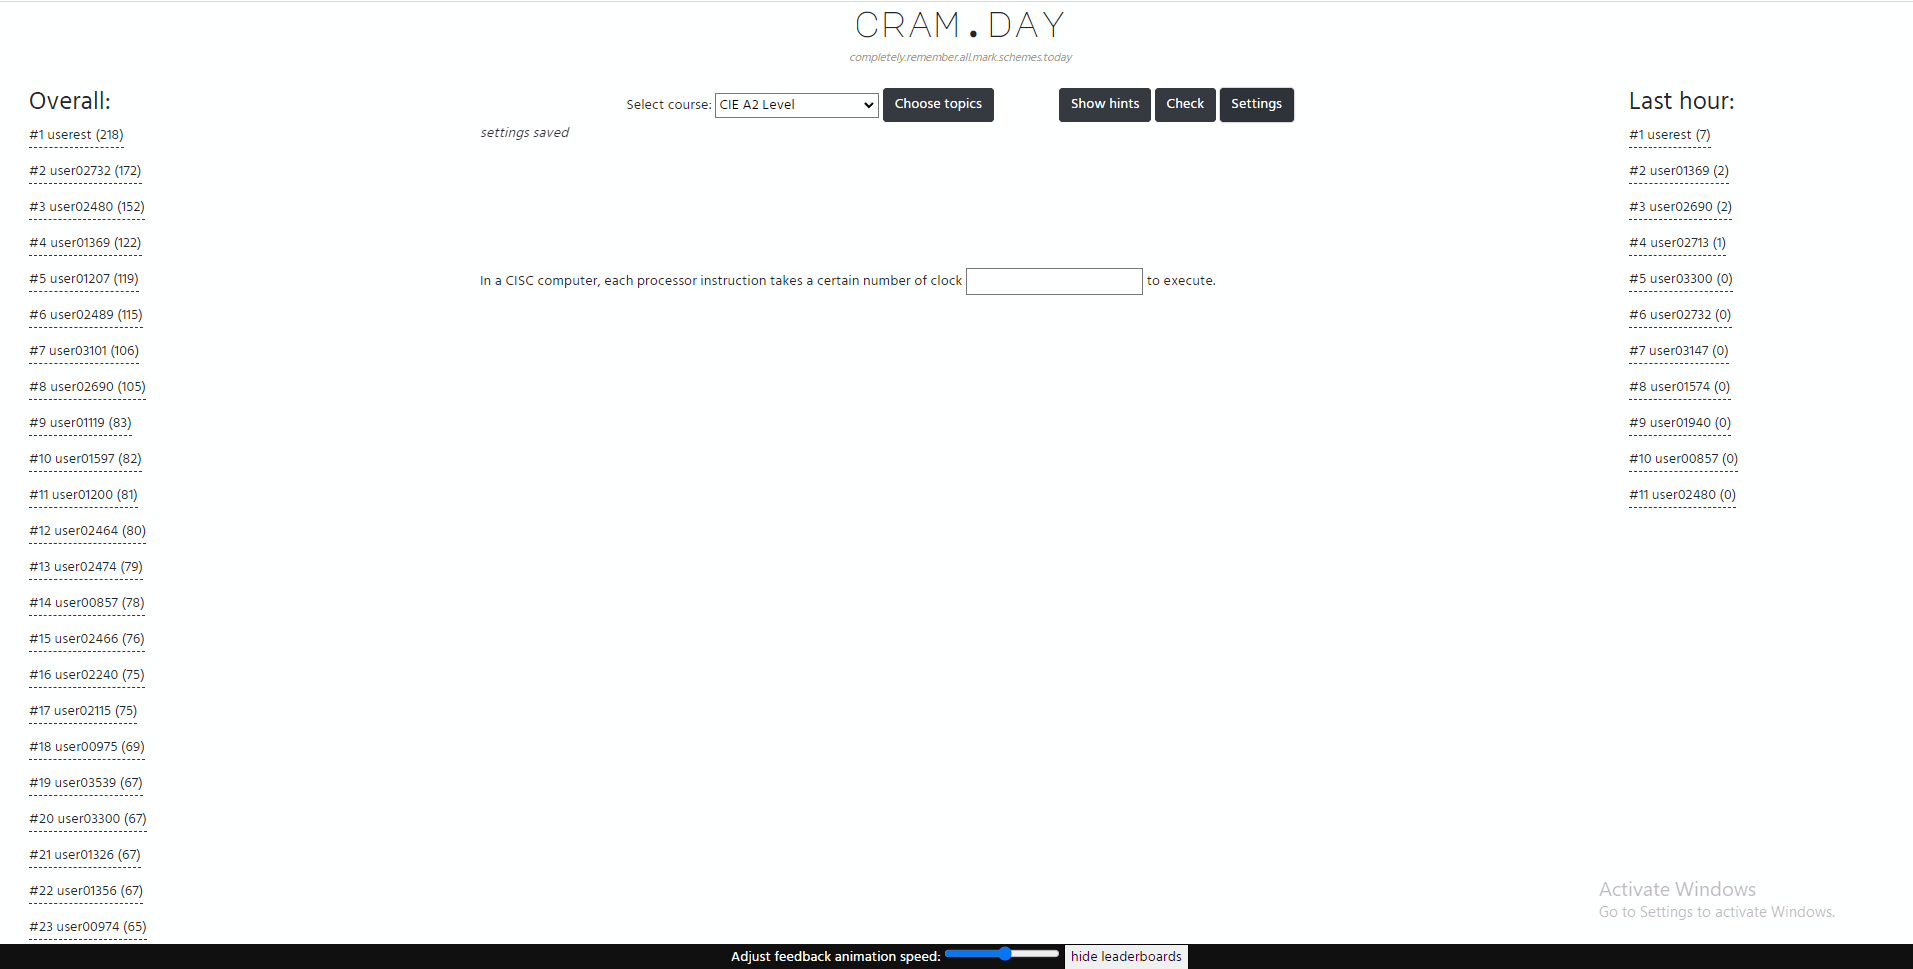 CRAM.DAY
completely.remember.all.mark.schemes.today
Select course: CIE A2 Level Choose topics Show hints Check Settings
settings saved
In a CISC computer, each processor instruction takes a certain number of clock to execute.
Overall:
#1 userest (218)
#2 user02732 (172)
#3 user02480 (152)
#4 user01369 (122)
#5 user01207 (119)
#6 user02489 (115)
#7 user03101 (106)
#8 user02690 (105)
#9 user01119 (83)
#10 user01597 (82)
#11 user01200 (81)
#12 user02464 (80)
#13 user02474 (79)
#14 user00857 (78)
#15 user02466 (76)
#16 user02240 (75)
#17 user02115 (75)
#18 user00975 (69)
#19 user03539 (67)
#20 user03300 (67)
#21 user01326 (67)
#22 user01356 (67)
#23 user00974 (65)
Last hour:
#1 userest (7)
#2 user01369 (2)
#3 user02690 (2)
#4 user02713 (1)
#5 user03300 (0)
#6 user02732 (0)
#7 user03147 (0)
#8 user01574 (0)
#9 user01940 (0)
#10 user00857 (0)
#11 user02480 (0)
Activate Windows
Go to Settings to activate Windows.
Adjust feedback animation speed: hide leaderboards